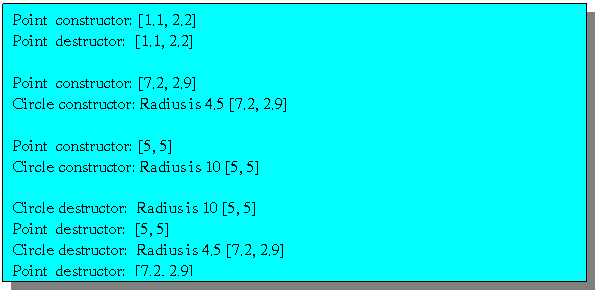 Point constructor: [1.1, 2.2]
Point destructor: [1.1, 2.2]
Point constructor: [7.2, 2.9]
Circle constructor: Radius is 4.5 [7.2, 2.9]
Point constructor: [5, 5]
Circle constructor: Radius is 10 [5, 5]
Circle destructor: Radius is 10 [5, 5]
Point destructor: [5, 5]
Circle destructor: Radius is 4.5 [7.2, 2.9]
Point destructor: [7.2, 2.9]